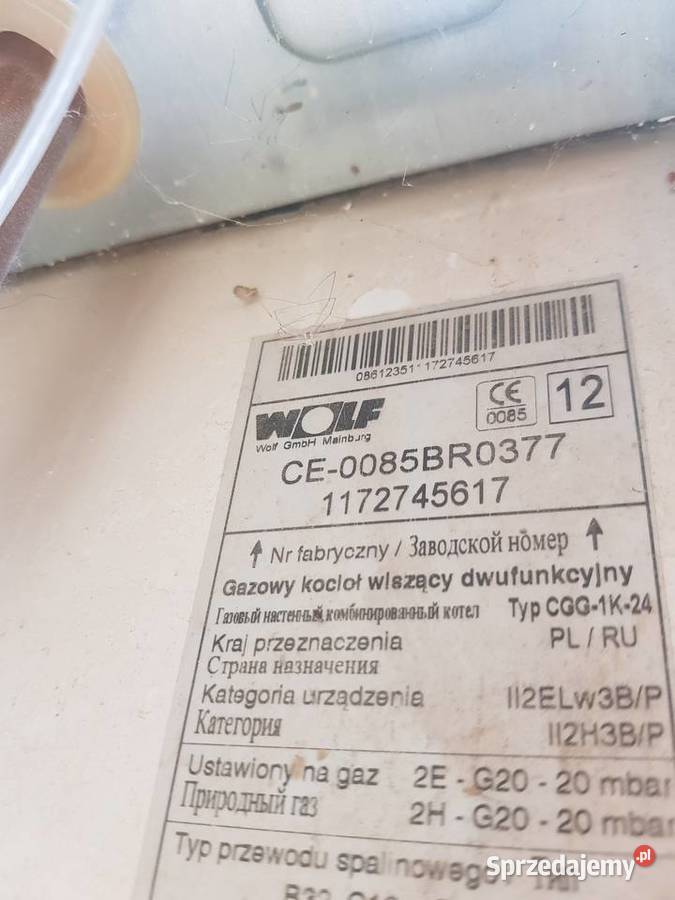 08612351 1172745617
WOLF
Wolf GmbH Mainburg
CE 0085
12
CE-0085BR0377
1172745617
Nr fabryczny / Заводской номер
Gazowy kocioł wiszący dwufunkcyjny
Газовый настенный комбинированный котел Typ CGG-1K-24
Kraj przeznaczenia PL / RU
Страна назначения
Kategoria urządzenia II2ELw3B/P
Категория II2H3B/P
Ustawiony na gaz 2E - G20 - 20 mbar
Природный газ 2H - G20 - 20 mbar
Typ przewodu spalinowego
Sprzedajemy.pl